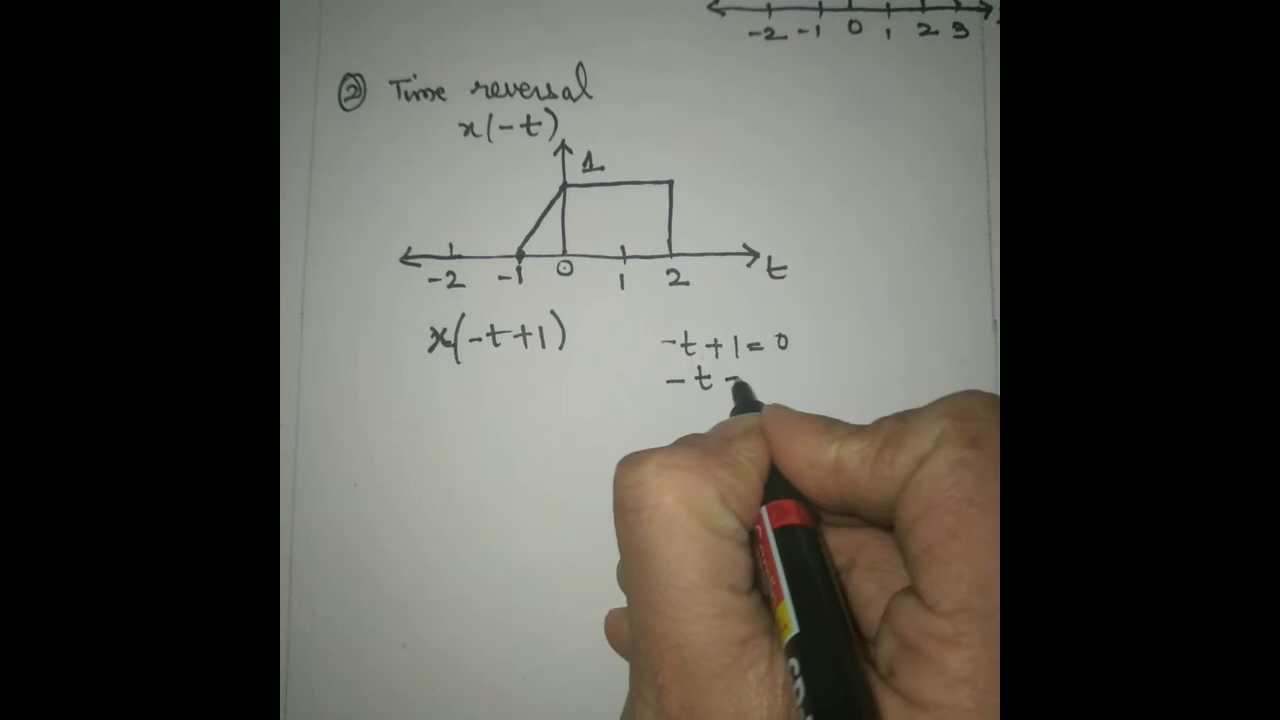 -2 -1 0 1 2 3
② Time reversal
x(-t)
1
-2 -1 0 1 2 t
x(-t+1)
-t+1=0
-t -